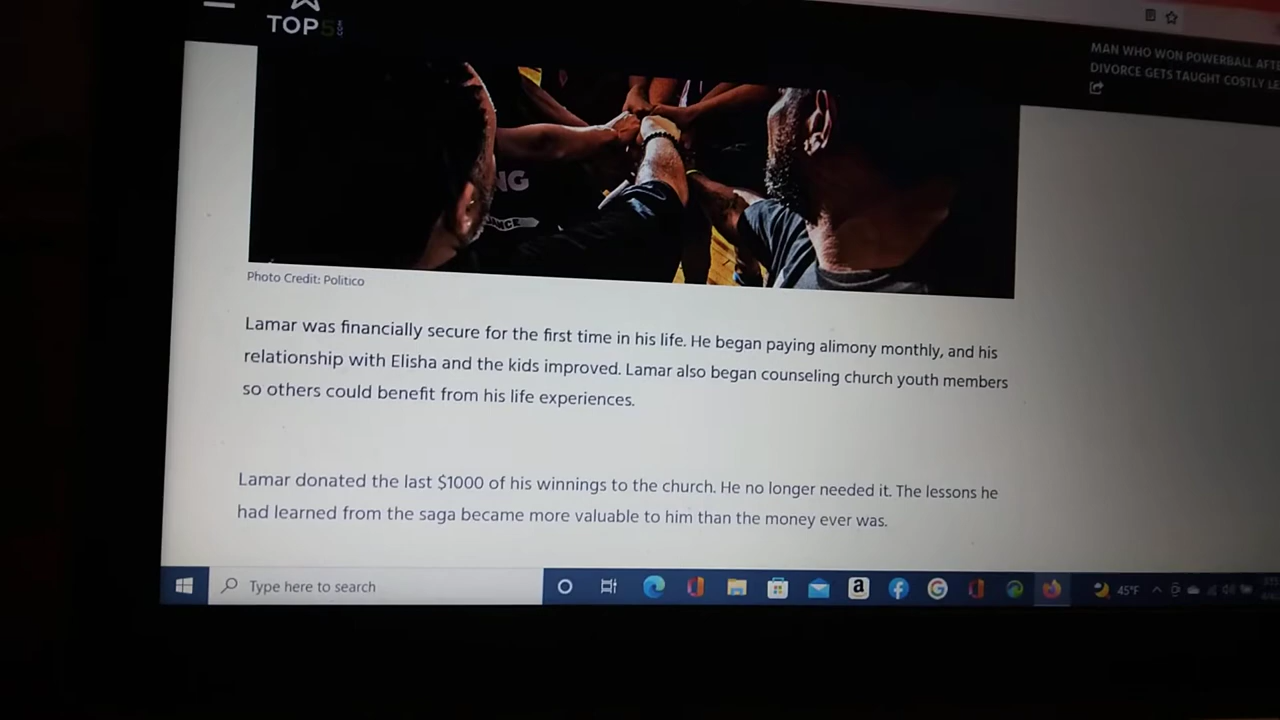 TOP5
MAN WHO WON POWERBALL
DIVORCE GETS TAUGHT COSTLY
NG
Photo Credit: Politico
Lamar was financially secure for the first time in his life. He began paying alimony monthly, and his
relationship with Elisha and the kids improved. Lamar also began counseling church youth members
so others could benefit from his life experiences.
Lamar donated the last $1000 of his winnings to the church. He no longer needed it. The lessons he
had learned from the saga became more valuable to him than the money ever was.
Type here to search
45°F